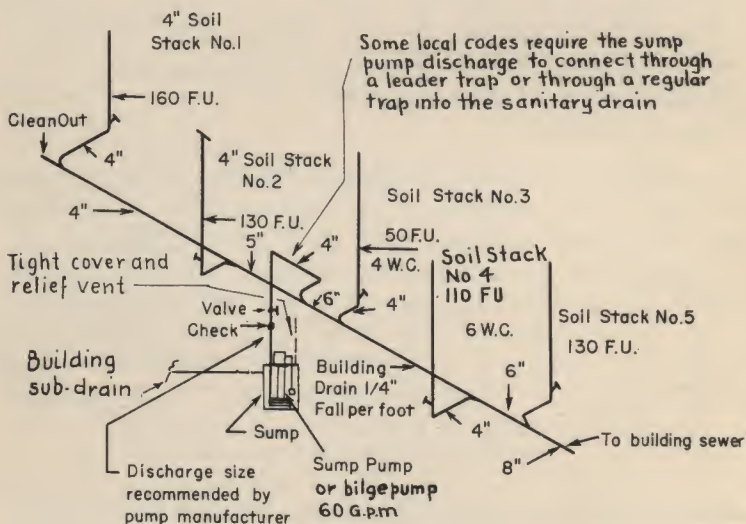 4" Soil
Stack No.1
160 F.U.
CleanOut
4"
4"
Some local codes require the sump
pump discharge to connect through
a leader trap or through a regular
trap into the sanitary drain
4" Soil Stack
No.2
130 F.U.
5"
4"
6"
Soil Stack No.3
50 F.U.
4 W.C.
4"
Soil Stack
No 4
110 FU
6 W.C.
Soil Stack No.5
130 F.U.
Tight cover and
relief vent
Valve
Check
Building
sub-drain
Sump
Building
Drain 1/4"
Fall per foot
6"
4"
8"
To building sewer
Discharge size
recommended by
pump manufacturer
Sump Pump
or bilgepump
60 G.p.m